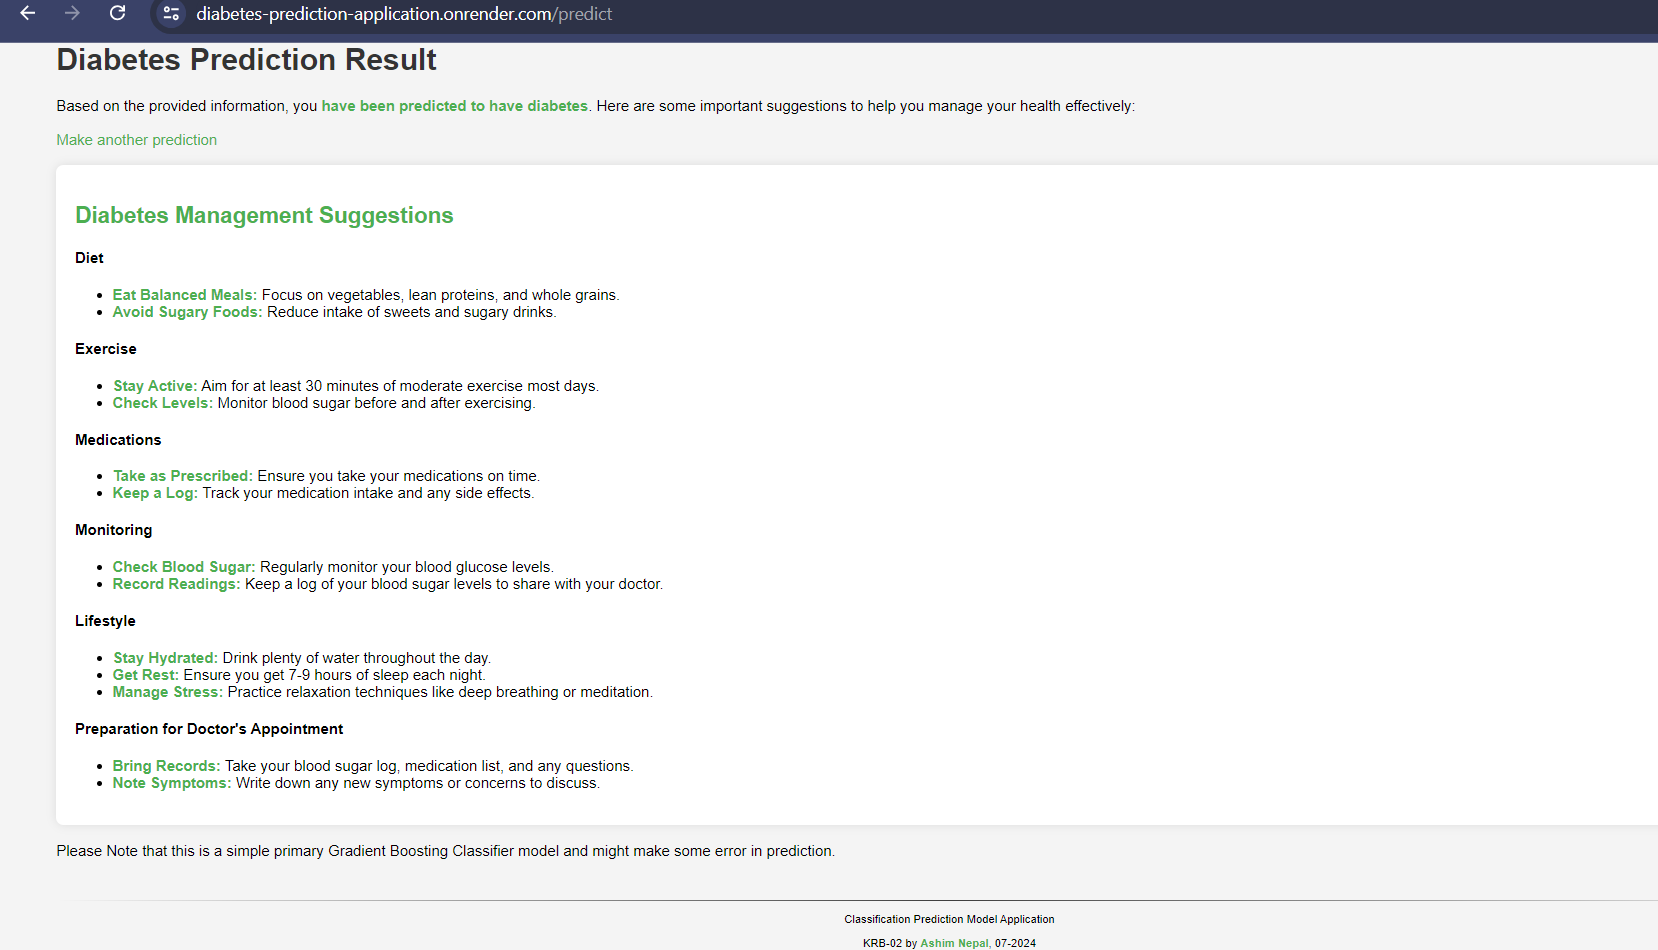 diabetes-prediction-application.onrender.com/predict
Diabetes Prediction Result
Based on the provided information, you have been predicted to have diabetes. Here are some important suggestions to help you manage your health effectively:
Make another prediction
Diabetes Management Suggestions
Diet
Eat Balanced Meals: Focus on vegetables, lean proteins, and whole grains.
Avoid Sugary Foods: Reduce intake of sweets and sugary drinks.
Exercise
Stay Active: Aim for at least 30 minutes of moderate exercise most days.
Check Levels: Monitor blood sugar before and after exercising.
Medications
Take as Prescribed: Ensure you take your medications on time.
Keep a Log: Track your medication intake and any side effects.
Monitoring
Check Blood Sugar: Regularly monitor your blood glucose levels.
Record Readings: Keep a log of your blood sugar levels to share with your doctor.
Lifestyle
Stay Hydrated: Drink plenty of water throughout the day.
Get Rest: Ensure you get 7-9 hours of sleep each night.
Manage Stress: Practice relaxation techniques like deep breathing or meditation.
Preparation for Doctor's Appointment
Bring Records: Take your blood sugar log, medication list, and any questions.
Note Symptoms: Write down any new symptoms or concerns to discuss.
Please Note that this is a simple primary Gradient Boosting Classifier model and might make some error in prediction.
Classification Prediction Model Application
KRB-02 by Ashim Nepal, 07-2024